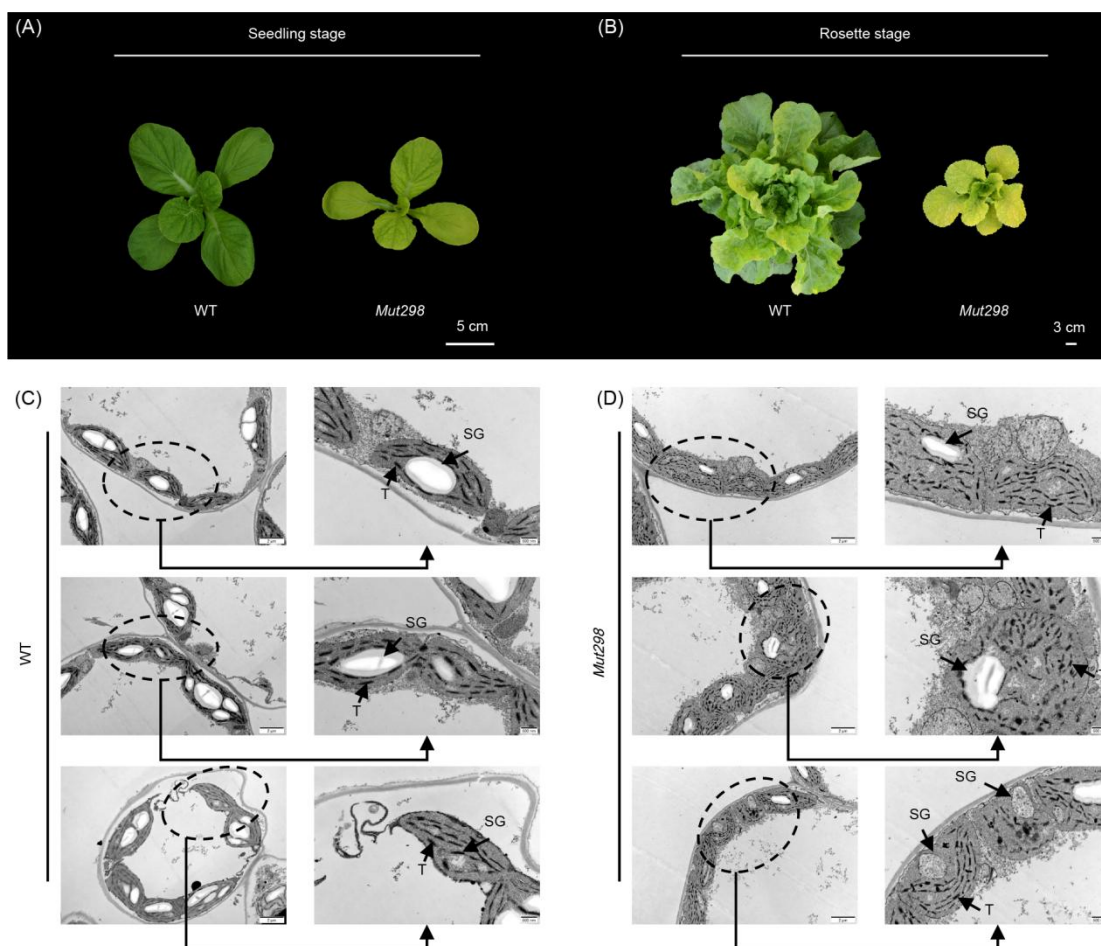 (A)
Seedling stage
WT
Mut298
5 cm
(B)
Rosette stage
WT
Mut298
3 cm
(C)
WT
SG
T
SG
T
SG
T
(D)
Mut298
SG
T
SG
SG
SG
T